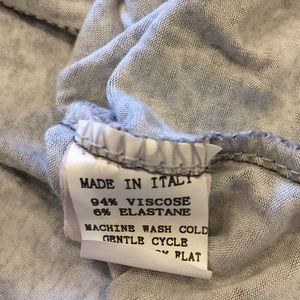 MADE IN ITALY
94% VISCOSE
6% ELASTANE
MACHINE WASH COLD
GENTLE CYCLE
FLAT